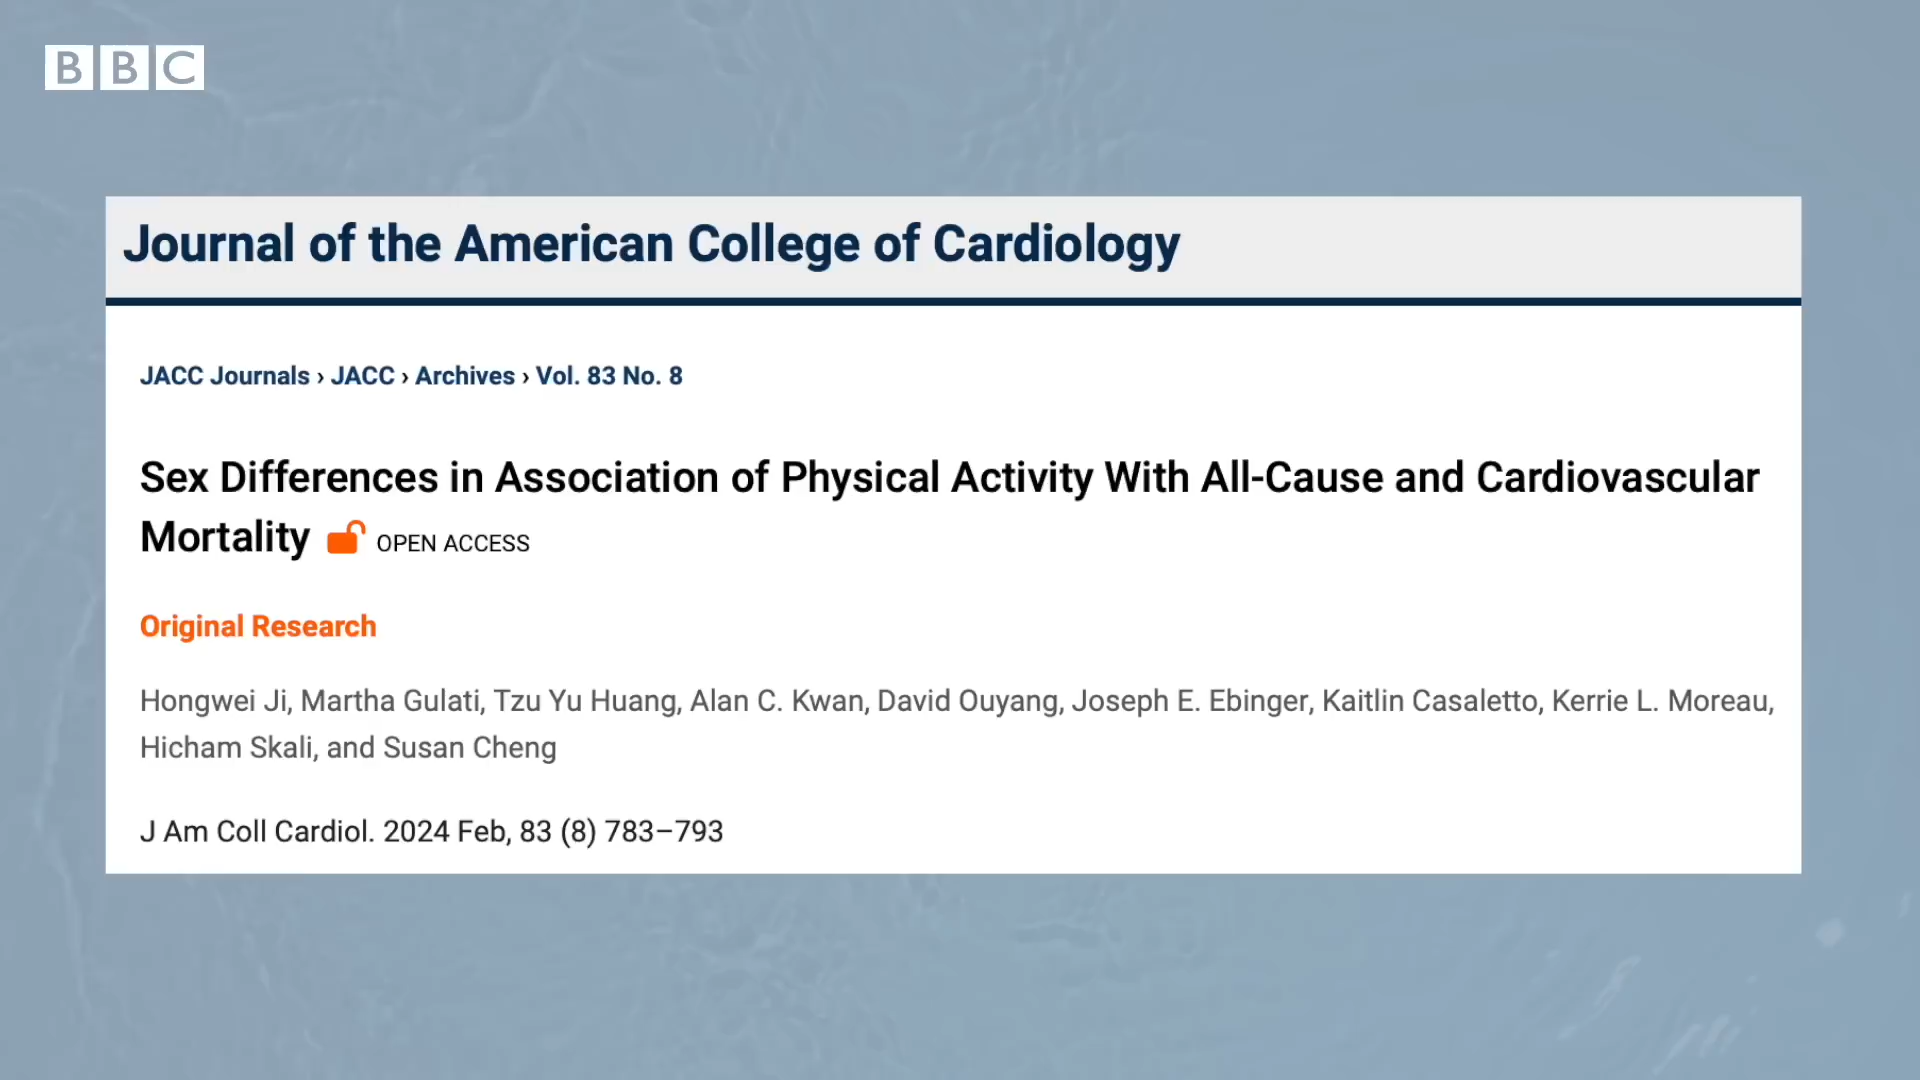 BBC
Journal of the American College of Cardiology
JACC Journals › JACC › Archives › Vol. 83 No. 8
Sex Differences in Association of Physical Activity With All-Cause and Cardiovascular
Mortality OPEN ACCESS
Original Research
Hongwei Ji, Martha Gulati, Tzu Yu Huang, Alan C. Kwan, David Ouyang, Joseph E. Ebinger, Kaitlin Casaletto, Kerrie L. Moreau,
Hicham Skali, and Susan Cheng
J Am Coll Cardiol. 2024 Feb, 83 (8) 783–793